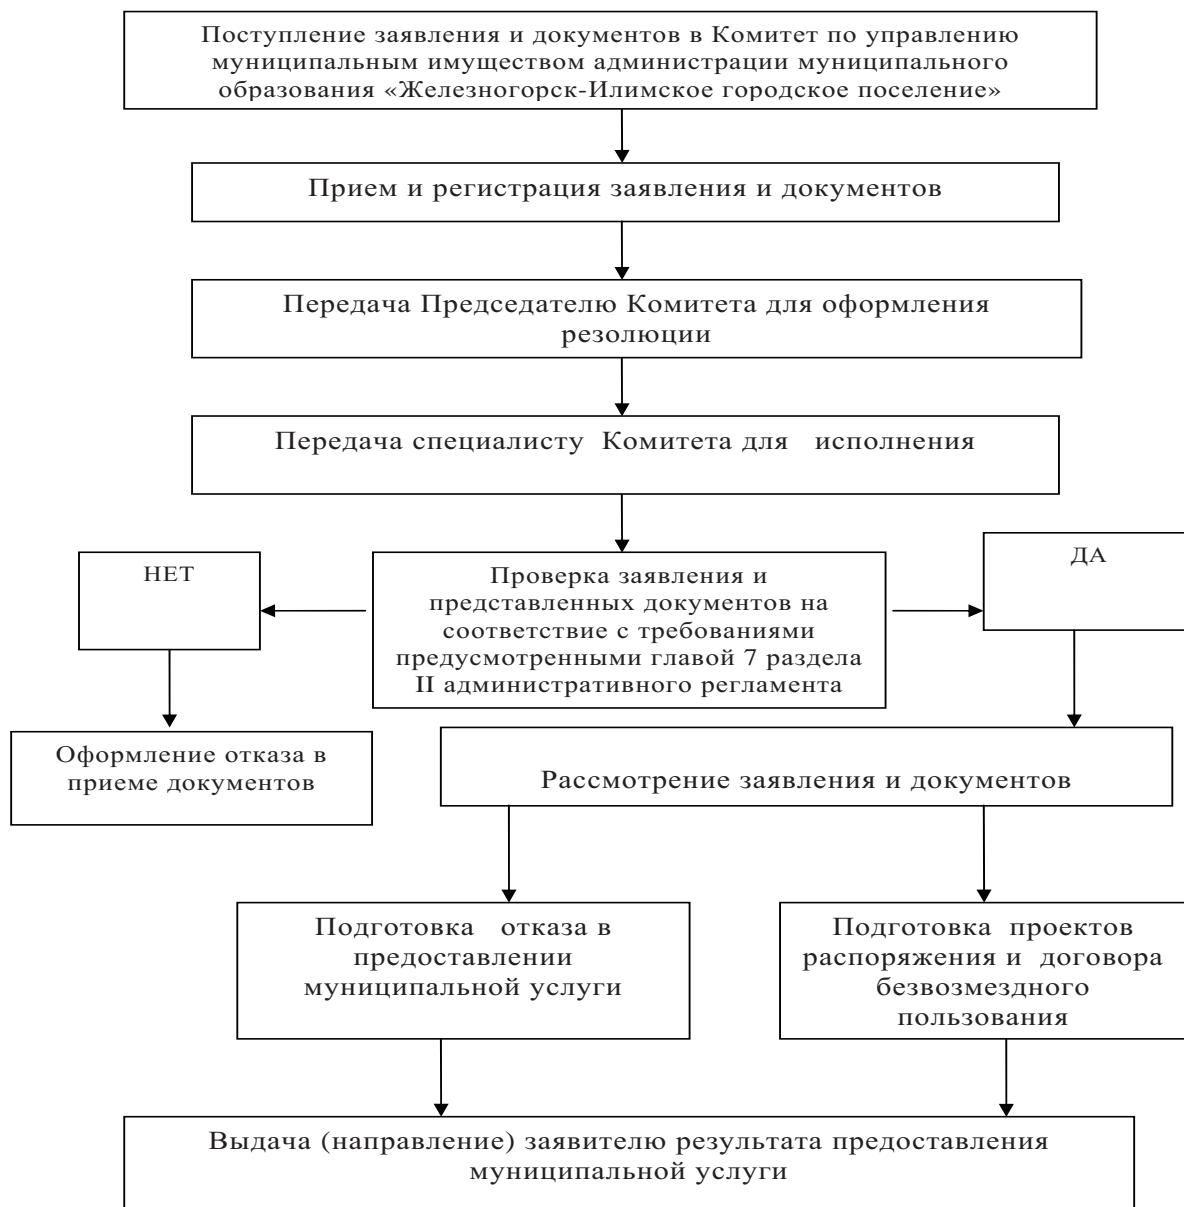 Поступление заявления и документов в Комитет по управлению
муниципальным имуществом администрации муниципального
образования «Железногорск-Илимское городское поселение»
Прием и регистрация заявления и документов
Передача Председателю Комитета для оформления
резолюции
Передача специалисту Комитета для исполнения
НЕТ
Проверка заявления и
представленных документов на
соответствие с требованиями
предусмотренными главой 7 раздела
II административного регламента
ДА
Оформление отказа в
приеме документов
Рассмотрение заявления и документов
Подготовка отказа в
предоставлении
муниципальной услуги
Подготовка проектов
распоряжения и договора
безвозмездного
пользования
Выдача (направление) заявителю результата предоставления
муниципальной услуги